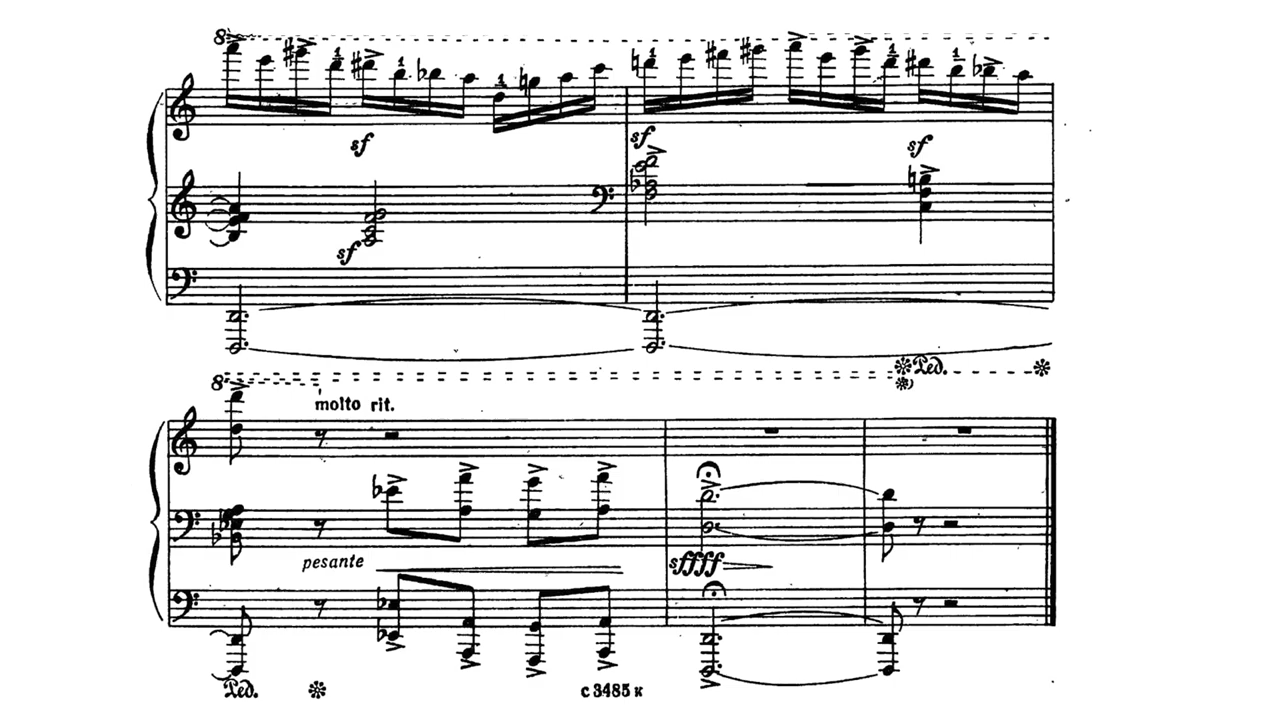 8
sf
sf
sf
sf
Ped.
8
molto rit.
pesante
sffff
Ped.
с 3485 к